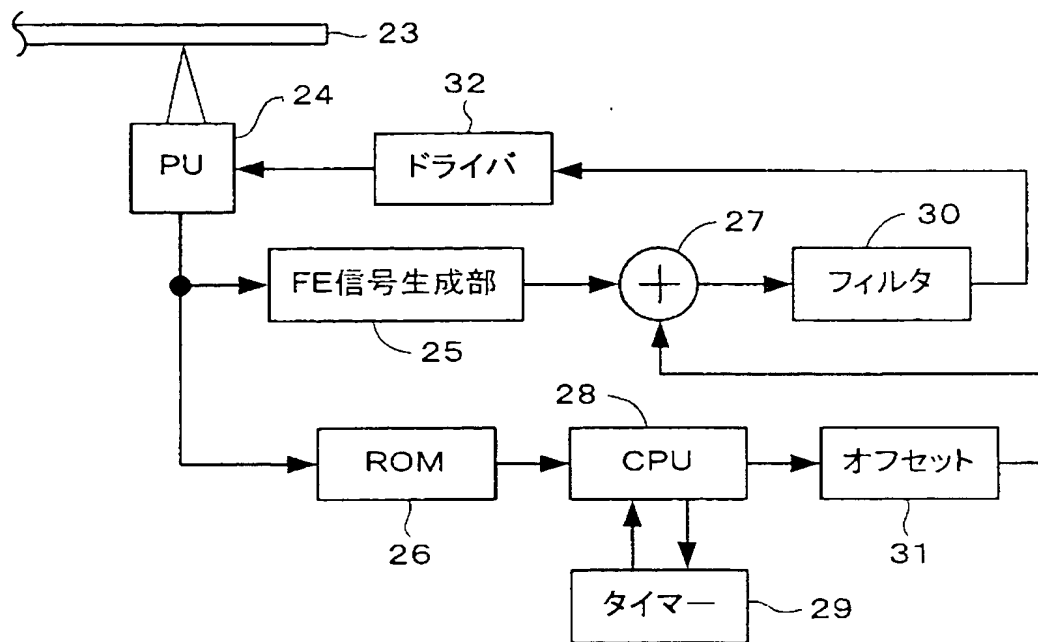 23
24
32
PU
ドライバ
27
30
FE信号生成部
+
フィルタ
25
28
ROM
CPU
オフセット
26
31
タイマー
29